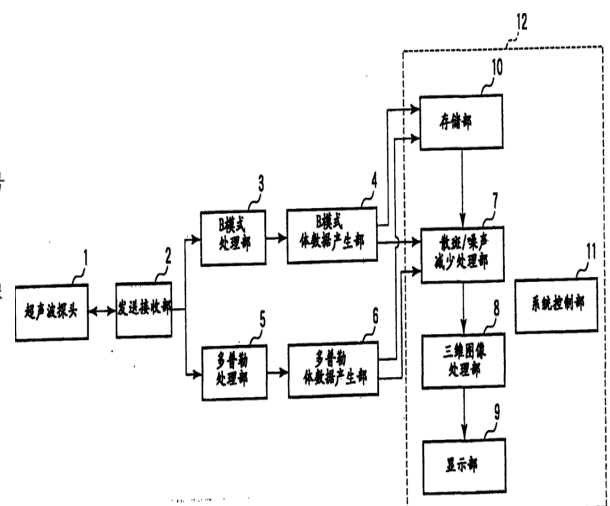 12
10
存储部
3
B模式
处理部
4
B模式
体数据产生部
7
散斑/噪声
减少处理部
1
超声波探头
2
发送接收部
11
系统控制部
5
多普勒
处理部
6
多普勒
体数据产生部
8
三维图像
处理部
9
显示部